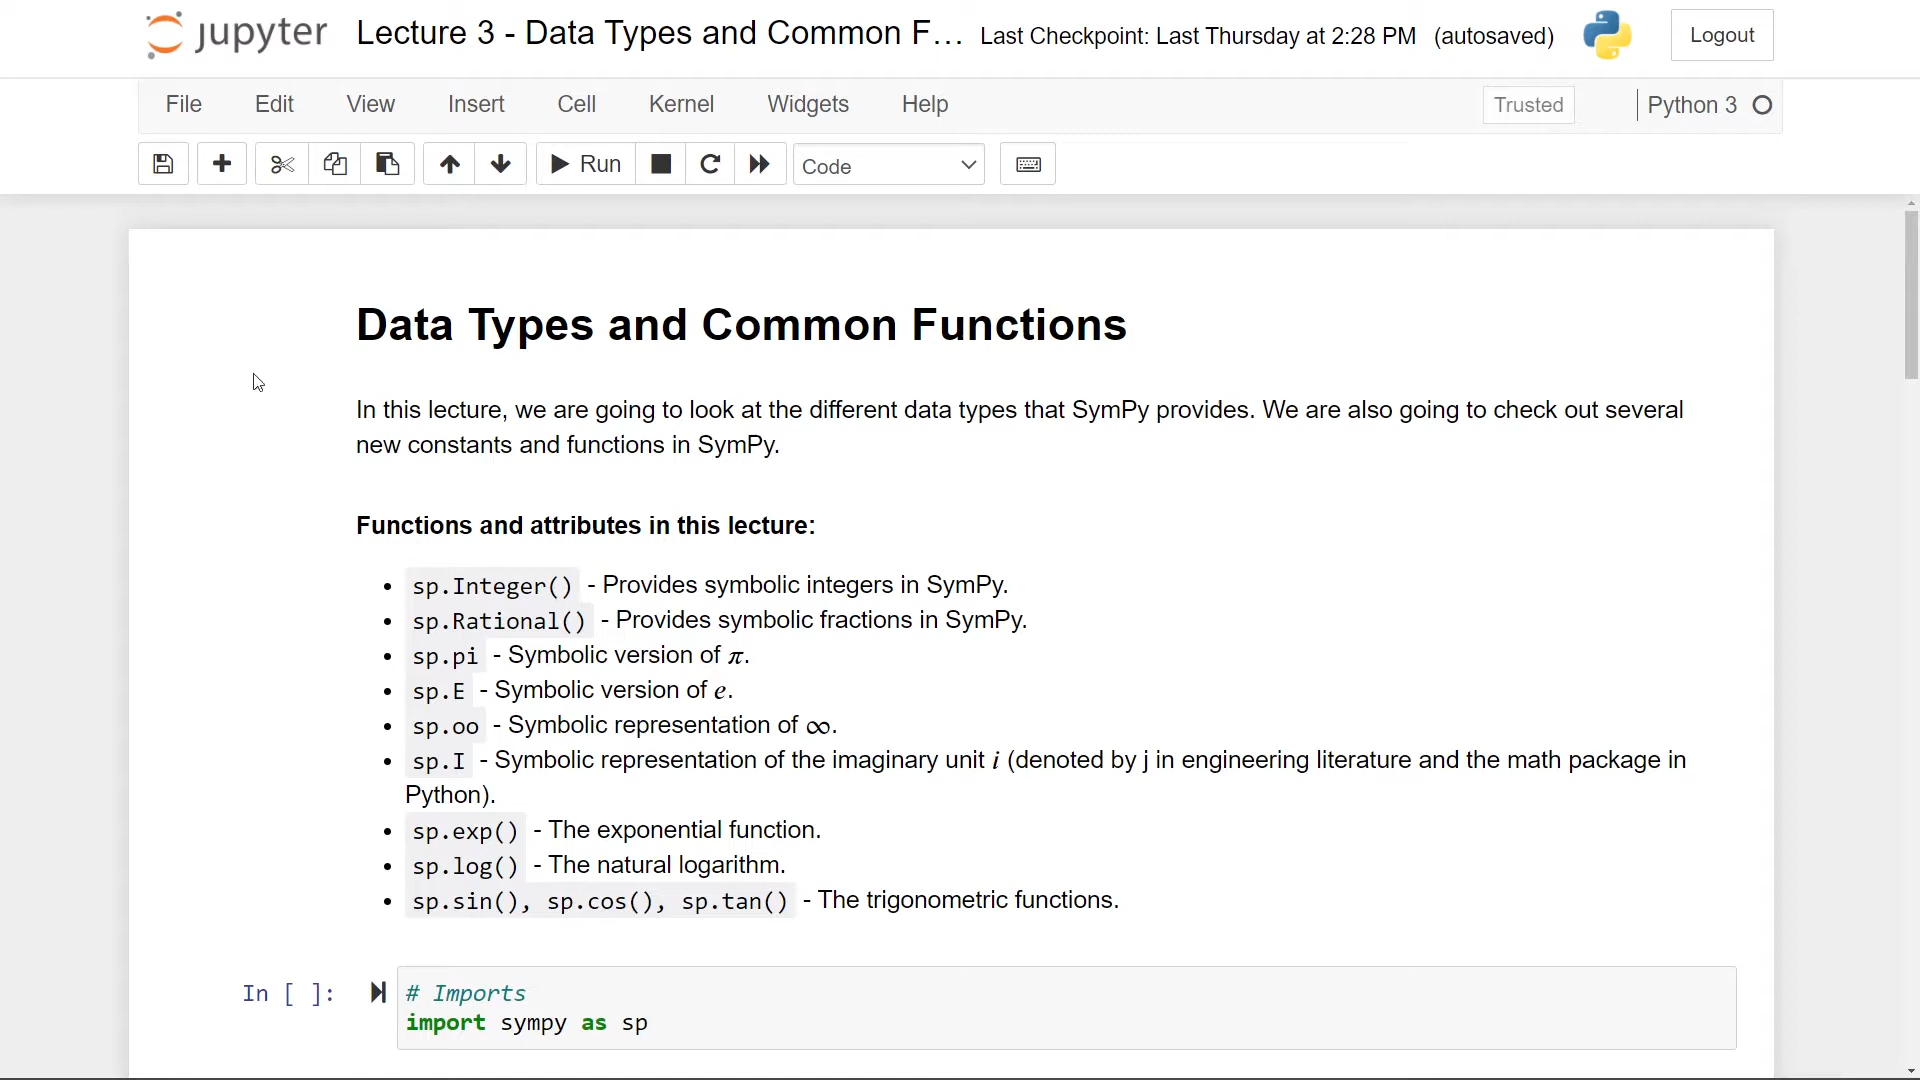 jupyter Lecture 3 - Data Types and Common F... Last Checkpoint: Last Thursday at 2:28 PM (autosaved) Logout
File Edit View Insert Cell Kernel Widgets Help Trusted Python 3
Run Code
Data Types and Common Functions
In this lecture, we are going to look at the different data types that SymPy provides. We are also going to check out several
new constants and functions in SymPy.
Functions and attributes in this lecture:
• sp.Integer() - Provides symbolic integers in SymPy.
• sp.Rational() - Provides symbolic fractions in SymPy.
• sp.pi - Symbolic version of π.
• sp.E - Symbolic version of e.
• sp.oo - Symbolic representation of ∞.
• sp.I - Symbolic representation of the imaginary unit i (denoted by j in engineering literature and the math package in
Python).
• sp.exp() - The exponential function.
• sp.log() - The natural logarithm.
• sp.sin(), sp.cos(), sp.tan() - The trigonometric functions.
In [ ]: # Imports
import sympy as sp